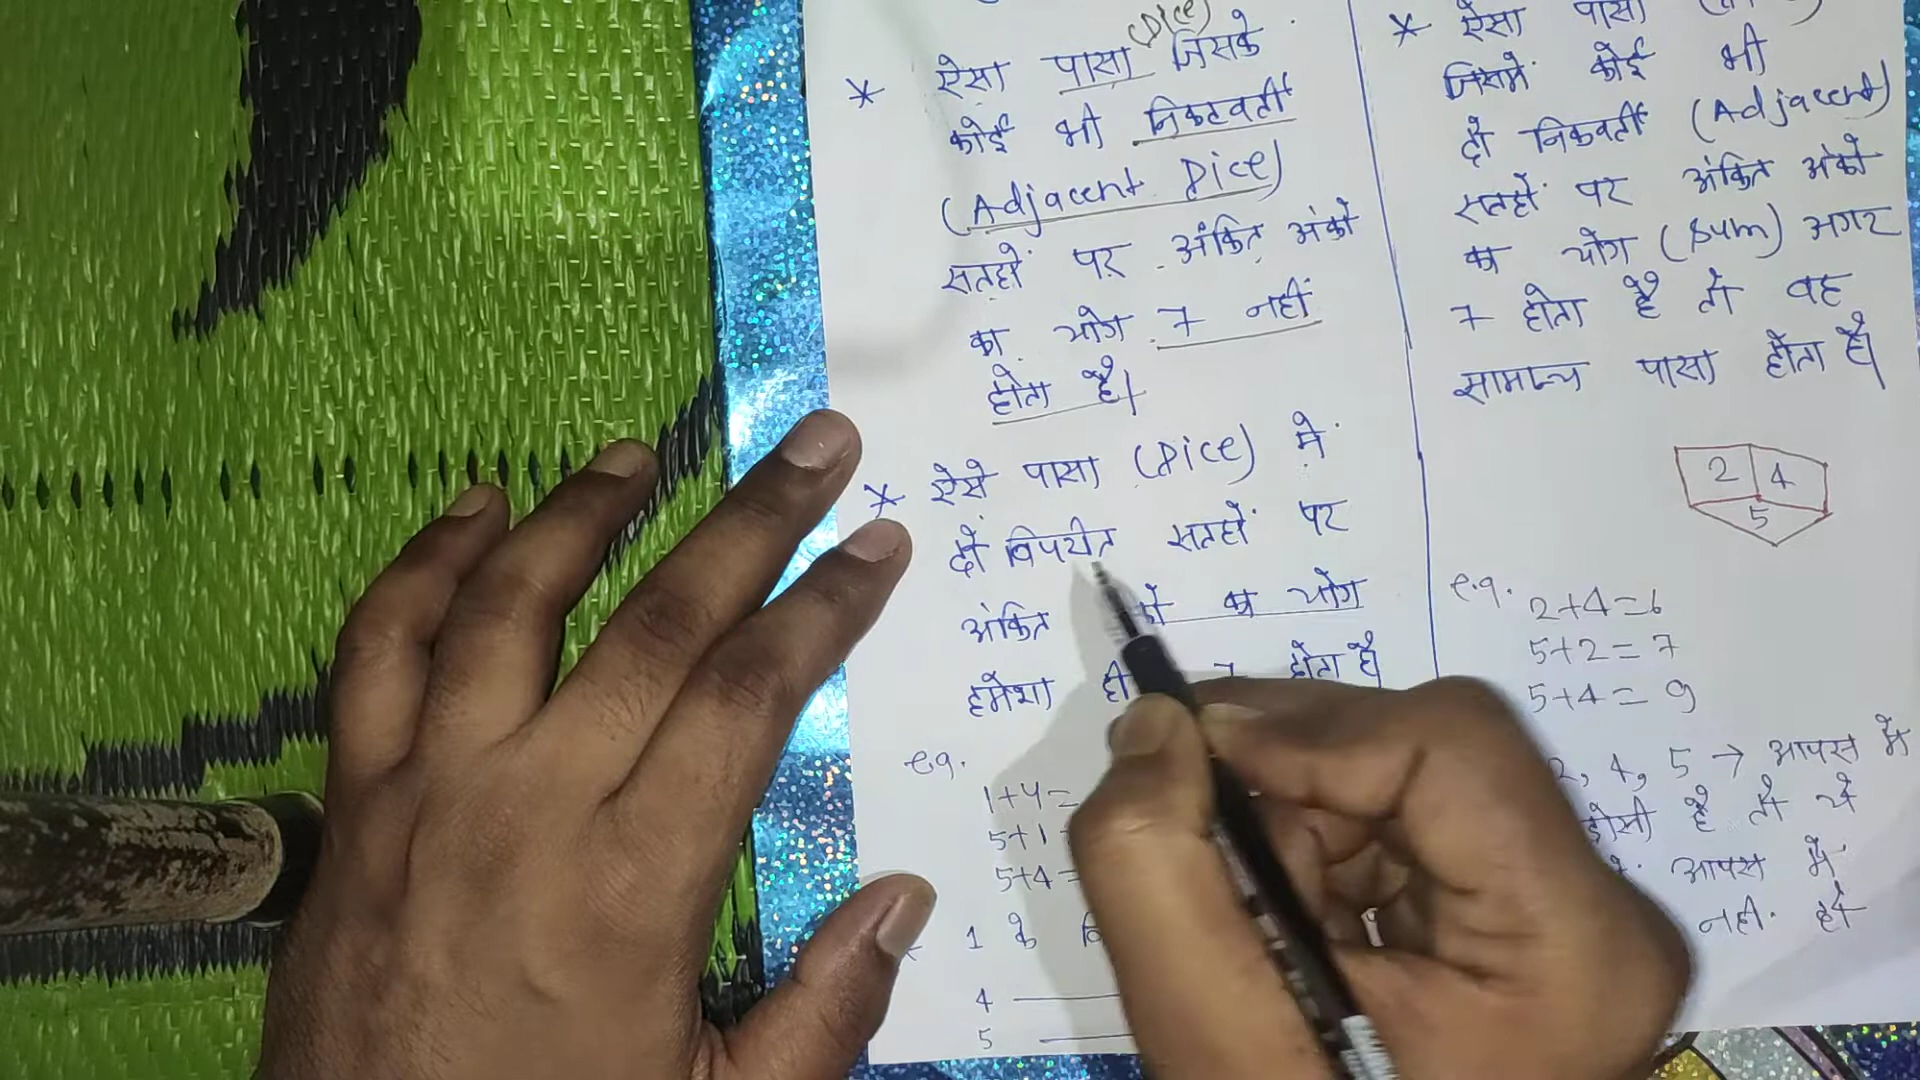 (Dice)
* ऐसा पासा जिसके
कोई भी निकटवर्ती
(Adjacent Dice)
सतहों पर अंकित अंको
का योग 7 नहीं
होता है।
* ऐसे पासा (Dice) में
दो विपरीत सतहों पर
अंकित का योग
हमेशा ही 7 होता है।
e.g.
1+4=
5+1
5+4=
1 के
4
5
* ऐसा पासा
जिसमें कोई भी
दो निकवर्ती (Adjacent)
सतहों पर अंकित अंको
का योग (Sum) अगर
7 होता है तो वह
सामान्य पासा होता है।
2 4
5
e.g.
2+4=6
5+2=7
5+4=9
2, 4, 5 → आपस में
है तो ये
आपस में
नही